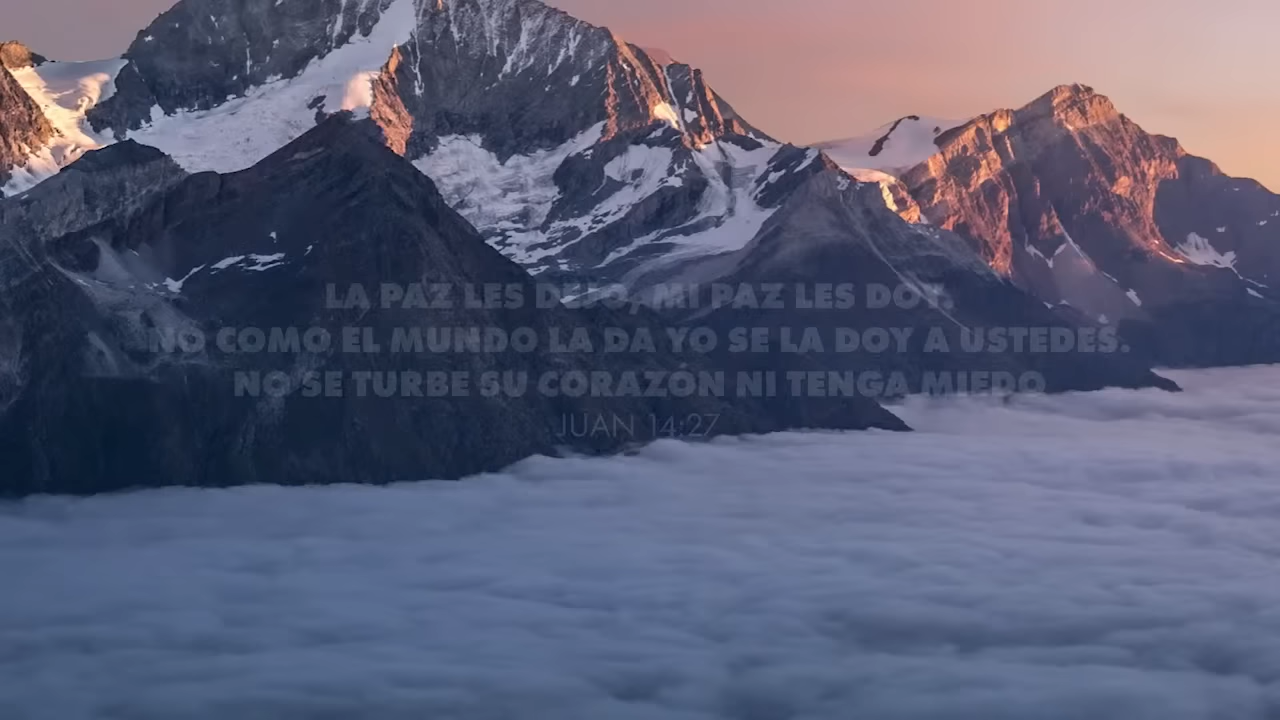 LA PAZ LES DEJO, MI PAZ LES DOY.
NO COMO EL MUNDO LA DA YO SE LA DOY A USTEDES.
NO SE TURBE SU CORAZÓN NI TENGA MIEDO
JUAN 14:27